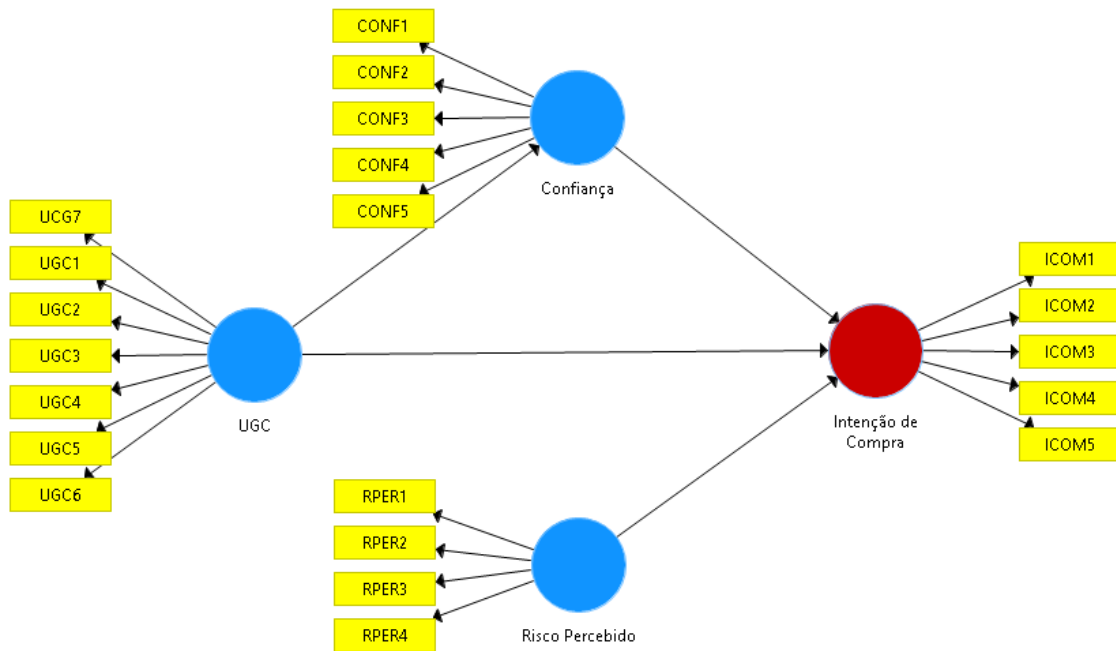 CONF1
CONF2
CONF3
CONF4
CONF5
Confiança
UCG7
UGC1
UGC2
UGC3
UGC4
UGC5
UGC6
UGC
ICOM1
ICOM2
ICOM3
ICOM4
ICOM5
Intenção de
Compra
RPER1
RPER2
RPER3
RPER4
Risco Percebido